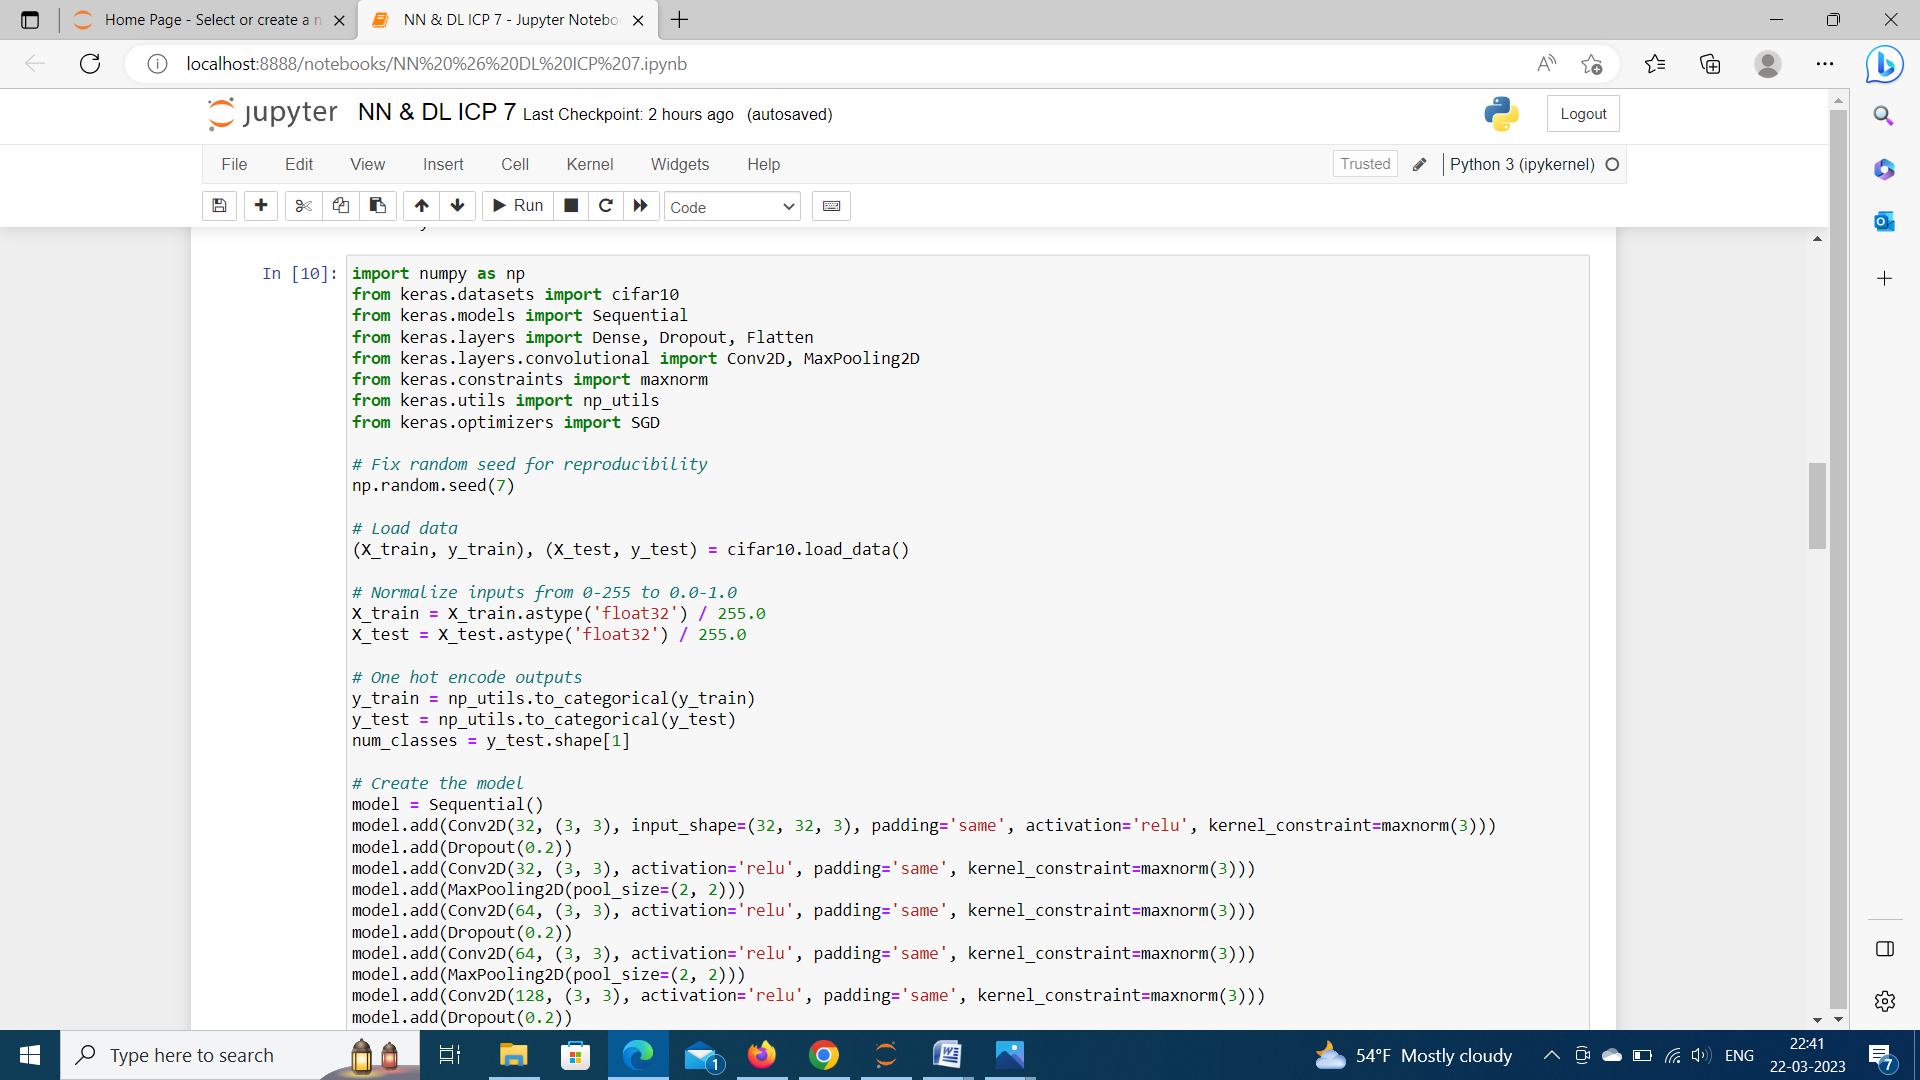 Home Page - Select or create a n
NN & DL ICP 7 - Jupyter Notebo
localhost:8888/notebooks/NN%20%26%20DL%20ICP%207.ipynb
jupyter NN & DL ICP 7 Last Checkpoint: 2 hours ago (autosaved)
Logout
File Edit View Insert Cell Kernel Widgets Help
Trusted
Python 3 (ipykernel)
Run
Code
In [10]:
import numpy as np
from keras.datasets import cifar10
from keras.models import Sequential
from keras.layers import Dense, Dropout, Flatten
from keras.layers.convolutional import Conv2D, MaxPooling2D
from keras.constraints import maxnorm
from keras.utils import np_utils
from keras.optimizers import SGD
# Fix random seed for reproducibility
np.random.seed(7)
# Load data
(X_train, y_train), (X_test, y_test) = cifar10.load_data()
# Normalize inputs from 0-255 to 0.0-1.0
X_train = X_train.astype('float32') / 255.0
X_test = X_test.astype('float32') / 255.0
# One hot encode outputs
y_train = np_utils.to_categorical(y_train)
y_test = np_utils.to_categorical(y_test)
num_classes = y_test.shape[1]
# Create the model
model = Sequential()
model.add(Conv2D(32, (3, 3), input_shape=(32, 32, 3), padding='same', activation='relu', kernel_constraint=maxnorm(3)))
model.add(Dropout(0.2))
model.add(Conv2D(32, (3, 3), activation='relu', padding='same', kernel_constraint=maxnorm(3)))
model.add(MaxPooling2D(pool_size=(2, 2)))
model.add(Conv2D(64, (3, 3), activation='relu', padding='same', kernel_constraint=maxnorm(3)))
model.add(Dropout(0.2))
model.add(Conv2D(64, (3, 3), activation='relu', padding='same', kernel_constraint=maxnorm(3)))
model.add(MaxPooling2D(pool_size=(2, 2)))
model.add(Conv2D(128, (3, 3), activation='relu', padding='same', kernel_constraint=maxnorm(3)))
model.add(Dropout(0.2))
Type here to search
1
54°F Mostly cloudy
ENG
22:41
22-03-2023
7